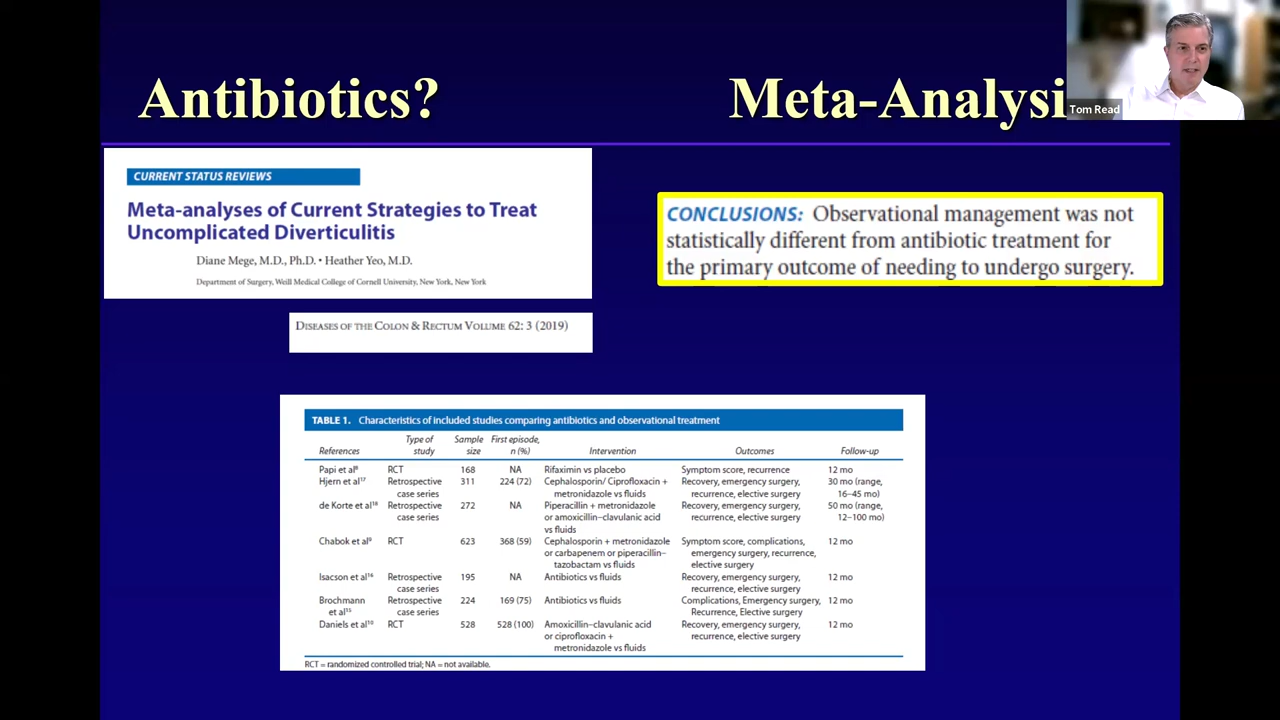 Antibiotics?
Meta-Analysi
Tom Read
CURRENT STATUS REVIEWS
Meta-analyses of Current Strategies to Treat
Uncomplicated Diverticulitis
Diane Mege, M.D., Ph.D. • Heather Yeo, M.D.
Department of Surgery, Weill Medical College of Cornell University, New York, New York
DISEASES OF THE COLON & RECTUM VOLUME 62: 3 (2019)
CONCLUSIONS: Observational management was not
statistically different from antibiotic treatment for
the primary outcome of needing to undergo surgery.
TABLE 1. Characteristics of included studies comparing antibiotics and observational treatment
Type of Sample First episode,
References study size n (%) Intervention Outcomes Follow-up
Papi et al⁸ RCT 168 NA Rifaximin vs placebo Symptom score, recurrence 12 mo
Hjern et al¹⁷ Retrospective 311 224 (72) Cephalosporin/ Ciprofloxacin + Recovery, emergency surgery, 30 mo (range,
case series metronidazole vs fluids recurrence, elective surgery 16–45 mo)
de Korte et al¹⁸ Retrospective 272 NA Piperacillin + metronidazole Recovery, emergency surgery, 50 mo (range,
case series or amoxicillin–clavulanic acid recurrence, elective surgery 12–100 mo)
vs fluids
Chabok et al⁹ RCT 623 368 (59) Cephalosporin + metronidazole Symptom score, complications, 12 mo
or carbapenem or piperacillin– emergency surgery, recurrence,
tazobactam vs fluids elective surgery
Isacson et al¹⁶ Retrospective 195 NA Antibiotics vs fluids Recovery, emergency surgery, 12 mo
case series recurrence, elective surgery
Brochmann Retrospective 224 169 (75) Antibiotics vs fluids Complications, Emergency surgery, 12 mo
et al¹⁵ case series Recurrence, Elective surgery
Daniels et al¹⁰ RCT 528 528 (100) Amoxicillin–clavulanic acid Recovery, emergency surgery, 12 mo
or ciprofloxacin + recurrence, elective surgery
metronidazole vs fluids
RCT = randomized controlled trial; NA = not available.